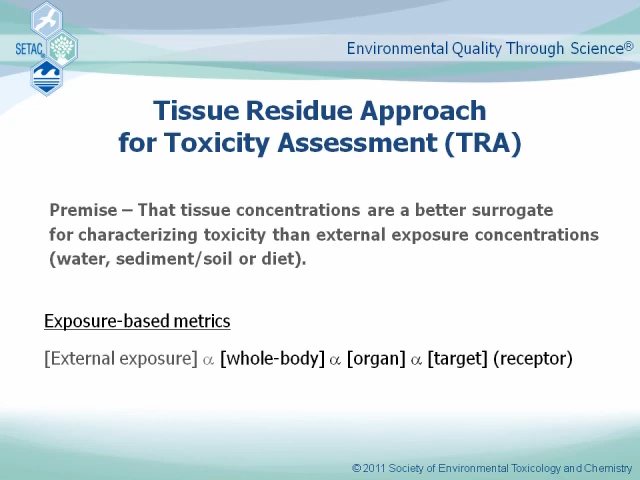 SETAC
Environmental Quality Through Science®
Tissue Residue Approach
for Toxicity Assessment (TRA)
Premise – That tissue concentrations are a better surrogate
for characterizing toxicity than external exposure concentrations
(water, sediment/soil or diet).
Exposure-based metrics
[External exposure] α [whole-body] α [organ] α [target] (receptor)
© 2011 Society of Environmental Toxicology and Chemistry